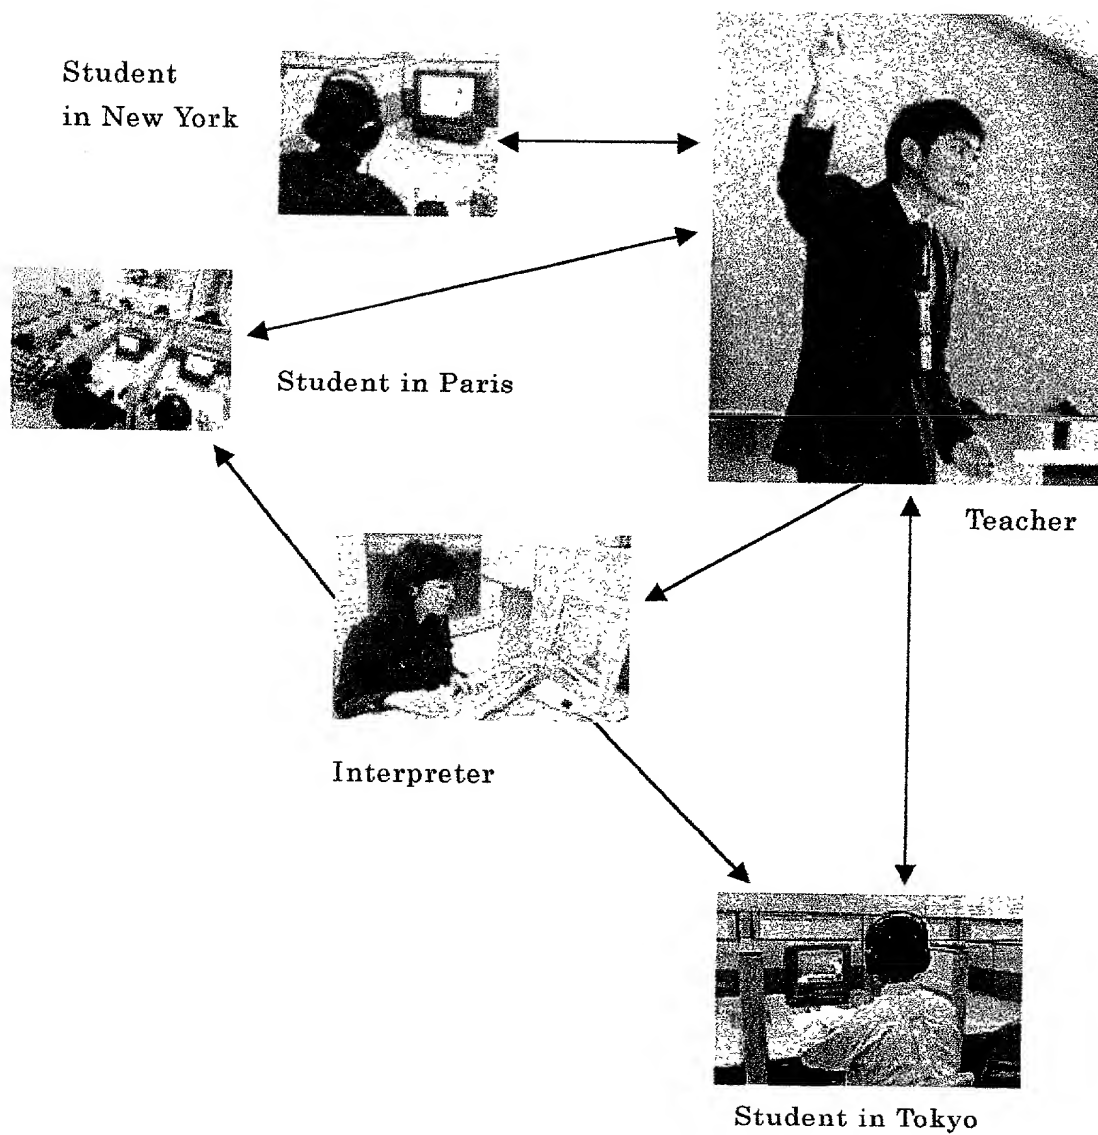 Student
in New York
Student in Paris
Teacher
Interpreter
Student in Tokyo